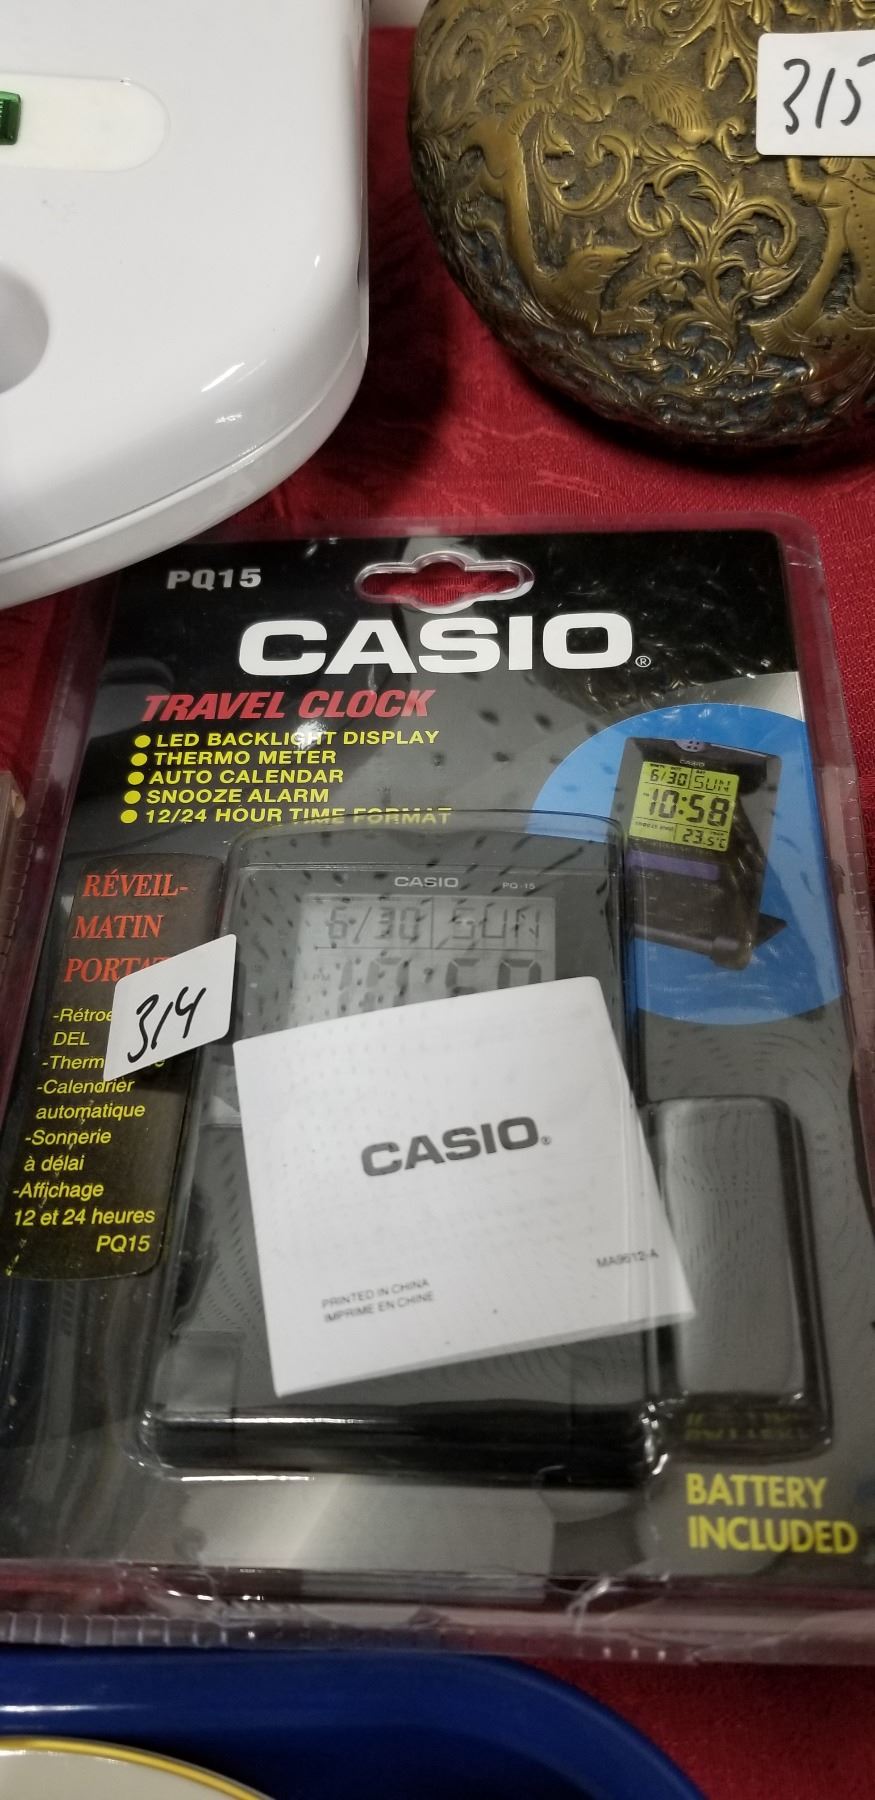 315
PQ15
CASIO®
TRAVEL CLOCK
● LED BACKLIGHT DISPLAY
● THERMO METER
● AUTO CALENDAR
● SNOOZE ALARM
● 12/24 HOUR TIME FORMAT
CASIO
6/30 SUN
10:58
23.5°C
RÉVEIL-
MATIN
314
DEL
-Calendrier
automatique
-Sonnerie
à délai
-Affichage
12 et 24 heures
PQ15
CASIO PQ-15
6/30 SUN
CASIO®
MA9612-A
PRINTED IN CHINA
IMPRIME EN CHINE
BATTERY
INCLUDED